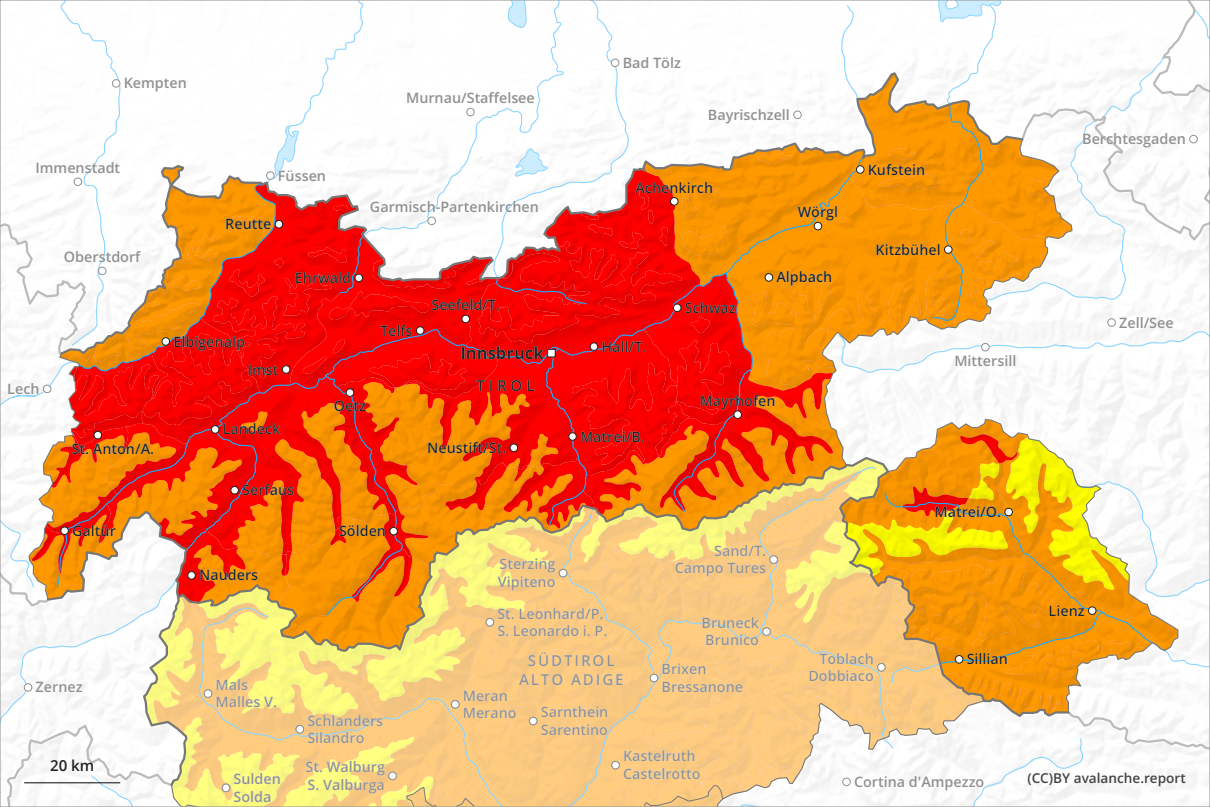 Bad Tölz
Kempten
Murnau/Staffelsee
Bayrischzell
Berchtesgaden
Immenstadt
Füssen
Kufstein
Achenkirch
Garmisch-Partenkirchen
Wörgl
Reutte
Kitzbühel
Oberstdorf
Ehrwald
Alpbach
Seefeld/T.
Schwaz
Zell/See
Telfs
Elbigenalp
Innsbruck
Hall/T.
Mittersill
Imst
TIROL
Lech
Oetz
Mayrhofen
Landeck
Matrei/B.
St. Anton/A.
Neustift/St.
Serfaus
Matrei/O.
Galtür
Sölden
Sand/T.
Campo Tures
Sterzing
Vipiteno
Nauders
Lienz
St. Leonhard/P.
S. Leonardo i. P.
Bruneck
Brunico
SÜDTIROL
ALTO ADIGE
Toblach
Dobbiaco
Sillian
Brixen
Bressanone
Zernez
Mals
Malles V.
Meran
Merano
Sarnthein
Sarentino
Schlanders
Silandro
Kastelruth
Castelrotto
20 km
St. Walburg
S. Valburga
Sulden
Solda
Cortina d'Ampezzo
(CC)BY avalanche.report